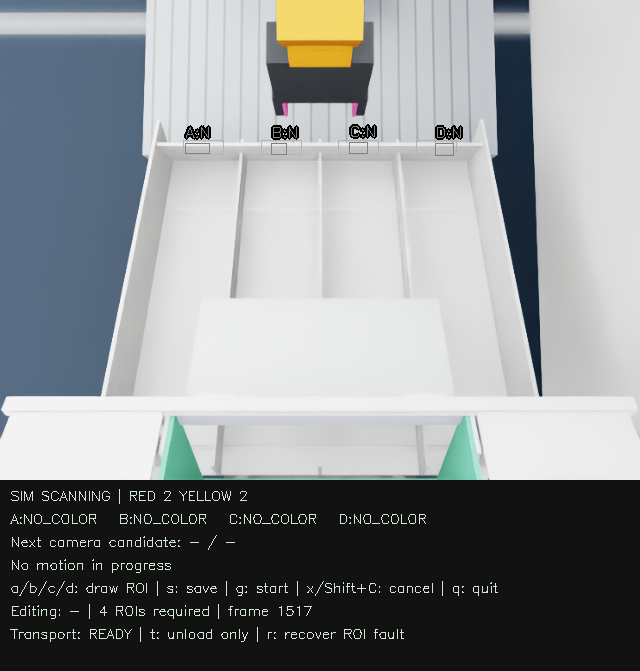 A:N B:N C:N D:N
SIM SCANNING | RED 2 YELLOW 2
A:NO_COLOR B:NO_COLOR C:NO_COLOR D:NO_COLOR
Next camera candidate: - / -
No motion in progress
a/b/c/d: draw ROI | s: save | g: start | x/Shift+C: cancel | q: quit
Editing: - | 4 ROIs required | frame 1517
Transport: READY | t: unload only | r: recover ROI fault